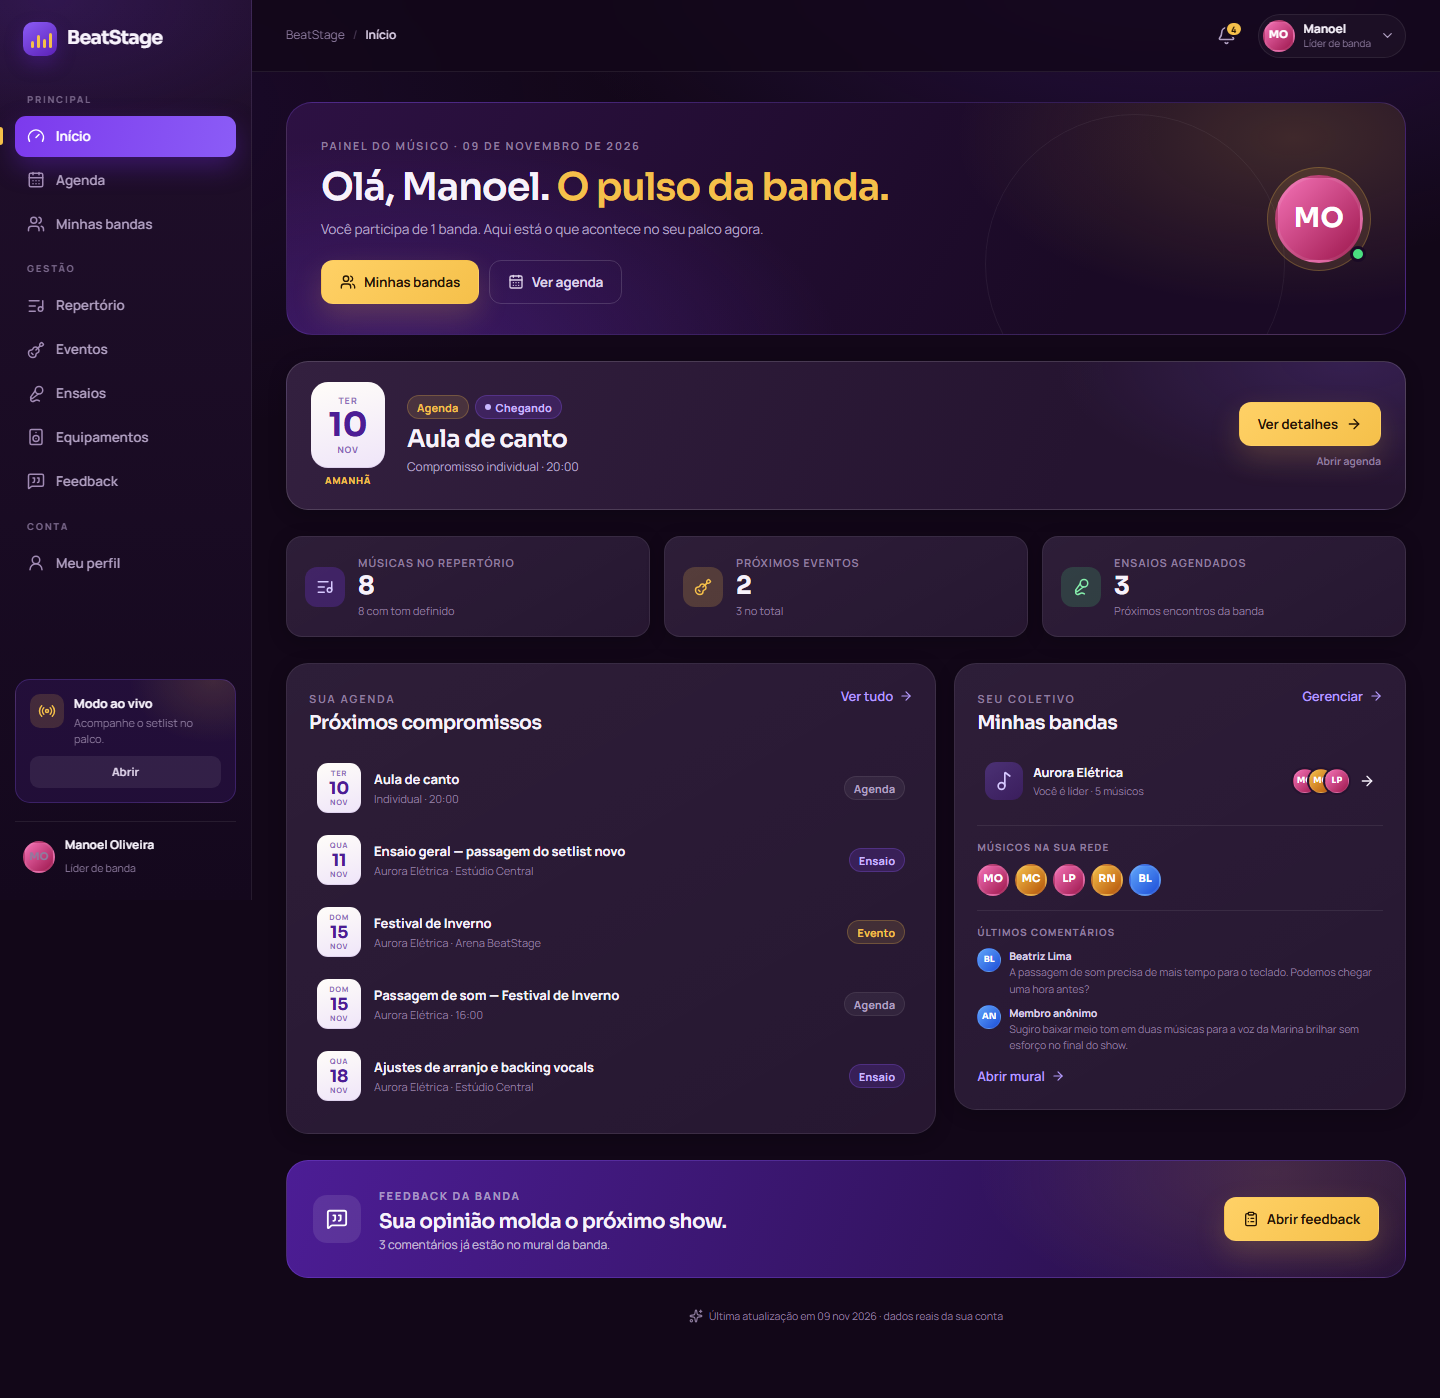 BeatStage
PRINCIPAL
Início
Agenda
Minhas bandas
GESTÃO
Repertório
Eventos
Ensaios
Equipamentos
Feedback
CONTA
Meu perfil
Modo ao vivo
Acompanhe o setlist no
palco.
Abrir
MO
Manoel Oliveira
Líder de banda
BeatStage / Início
4
MO
Manoel
Líder de banda
PAINEL DO MÚSICO · 09 DE NOVEMBRO DE 2026
Olá, Manoel. O pulso da banda.
Você participa de 1 banda. Aqui está o que acontece no seu palco agora.
Minhas bandas
Ver agenda
MO
TER
10
NOV
AMANHÃ
Agenda
Chegando
Aula de canto
Compromisso individual · 20:00
Ver detalhes
Abrir agenda
MÚSICAS NO REPERTÓRIO
8
8 com tom definido
PRÓXIMOS EVENTOS
2
3 no total
ENSAIOS AGENDADOS
3
Próximos encontros da banda
SUA AGENDA
Próximos compromissos
Ver tudo
TER
10
NOV
Aula de canto
Individual · 20:00
Agenda
QUA
11
NOV
Ensaio geral — passagem do setlist novo
Aurora Elétrica · Estúdio Central
Ensaio
DOM
15
NOV
Festival de Inverno
Aurora Elétrica · Arena BeatStage
Evento
DOM
15
NOV
Passagem de som — Festival de Inverno
Aurora Elétrica · 16:00
Agenda
QUA
18
NOV
Ajustes de arranjo e backing vocals
Aurora Elétrica · Estúdio Central
Ensaio
SEU COLETIVO
Minhas bandas
Gerenciar
Aurora Elétrica
Você é líder · 5 músicos
LP
MÚSICOS NA SUA REDE
MO MC LP RN BL
ÚLTIMOS COMENTÁRIOS
BL
Beatriz Lima
A passagem de som precisa de mais tempo para o teclado. Podemos chegar
uma hora antes?
AN
Membro anônimo
Sugiro baixar meio tom em duas músicas para a voz da Marina brilhar sem
esforço no final do show.
Abrir mural
FEEDBACK DA BANDA
Sua opinião molda o próximo show.
3 comentários já estão no mural da banda.
Abrir feedback
Última atualização em 09 nov 2026 · dados reais da sua conta